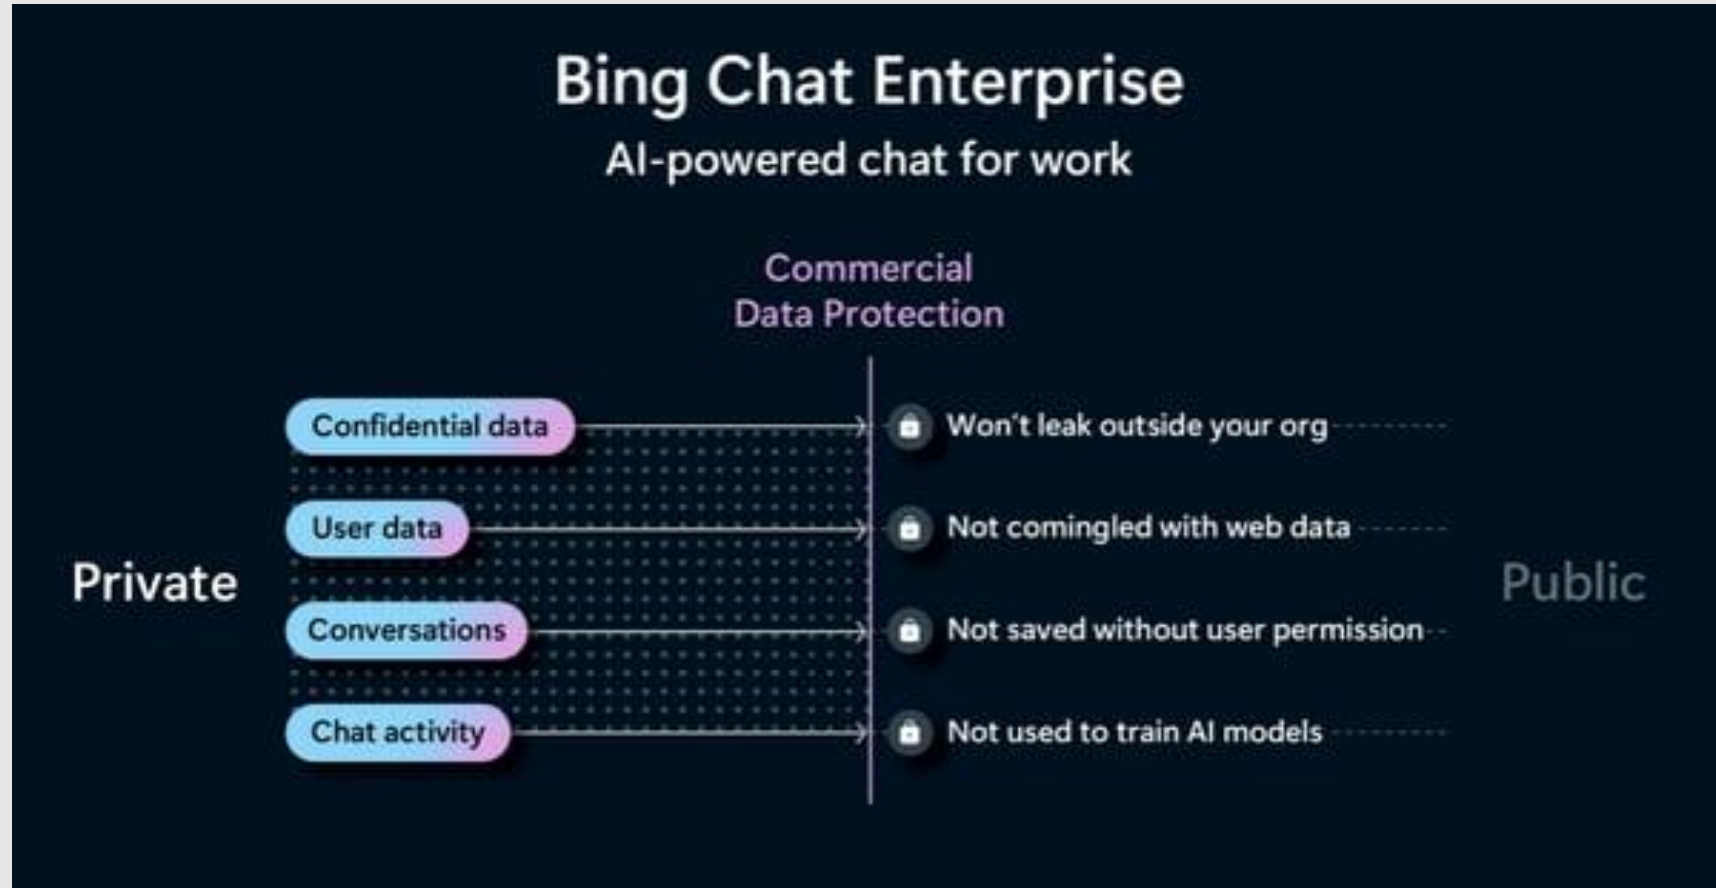 Bing Chat Enterprise
AI-powered chat for work
Commercial
Data Protection
Confidential data
Won't leak outside your org
User data
Not comingled with web data
Private
Public
Conversations
Not saved without user permission
Chat activity
Not used to train AI models